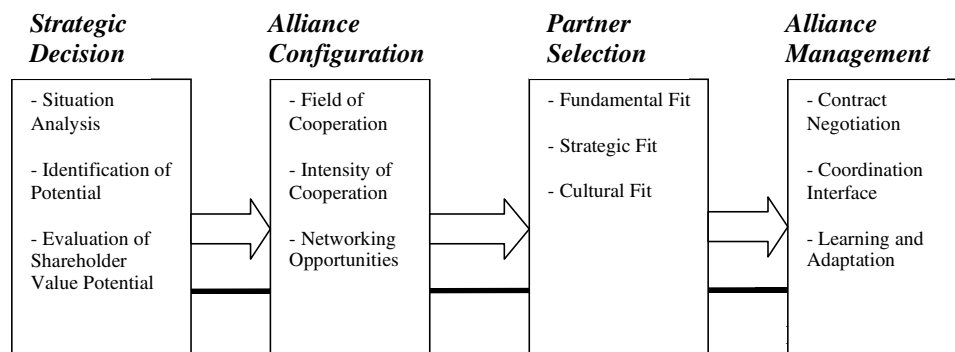 Strategic
Decision
- Situation
Analysis
- Identification of
Potential
- Evaluation of
Shareholder
Value Potential
Alliance
Configuration
- Field of
Cooperation
- Intensity of
Cooperation
- Networking
Opportunities
Partner
Selection
- Fundamental Fit
- Strategic Fit
- Cultural Fit
Alliance
Management
- Contract
Negotiation
- Coordination
Interface
- Learning and
Adaptation